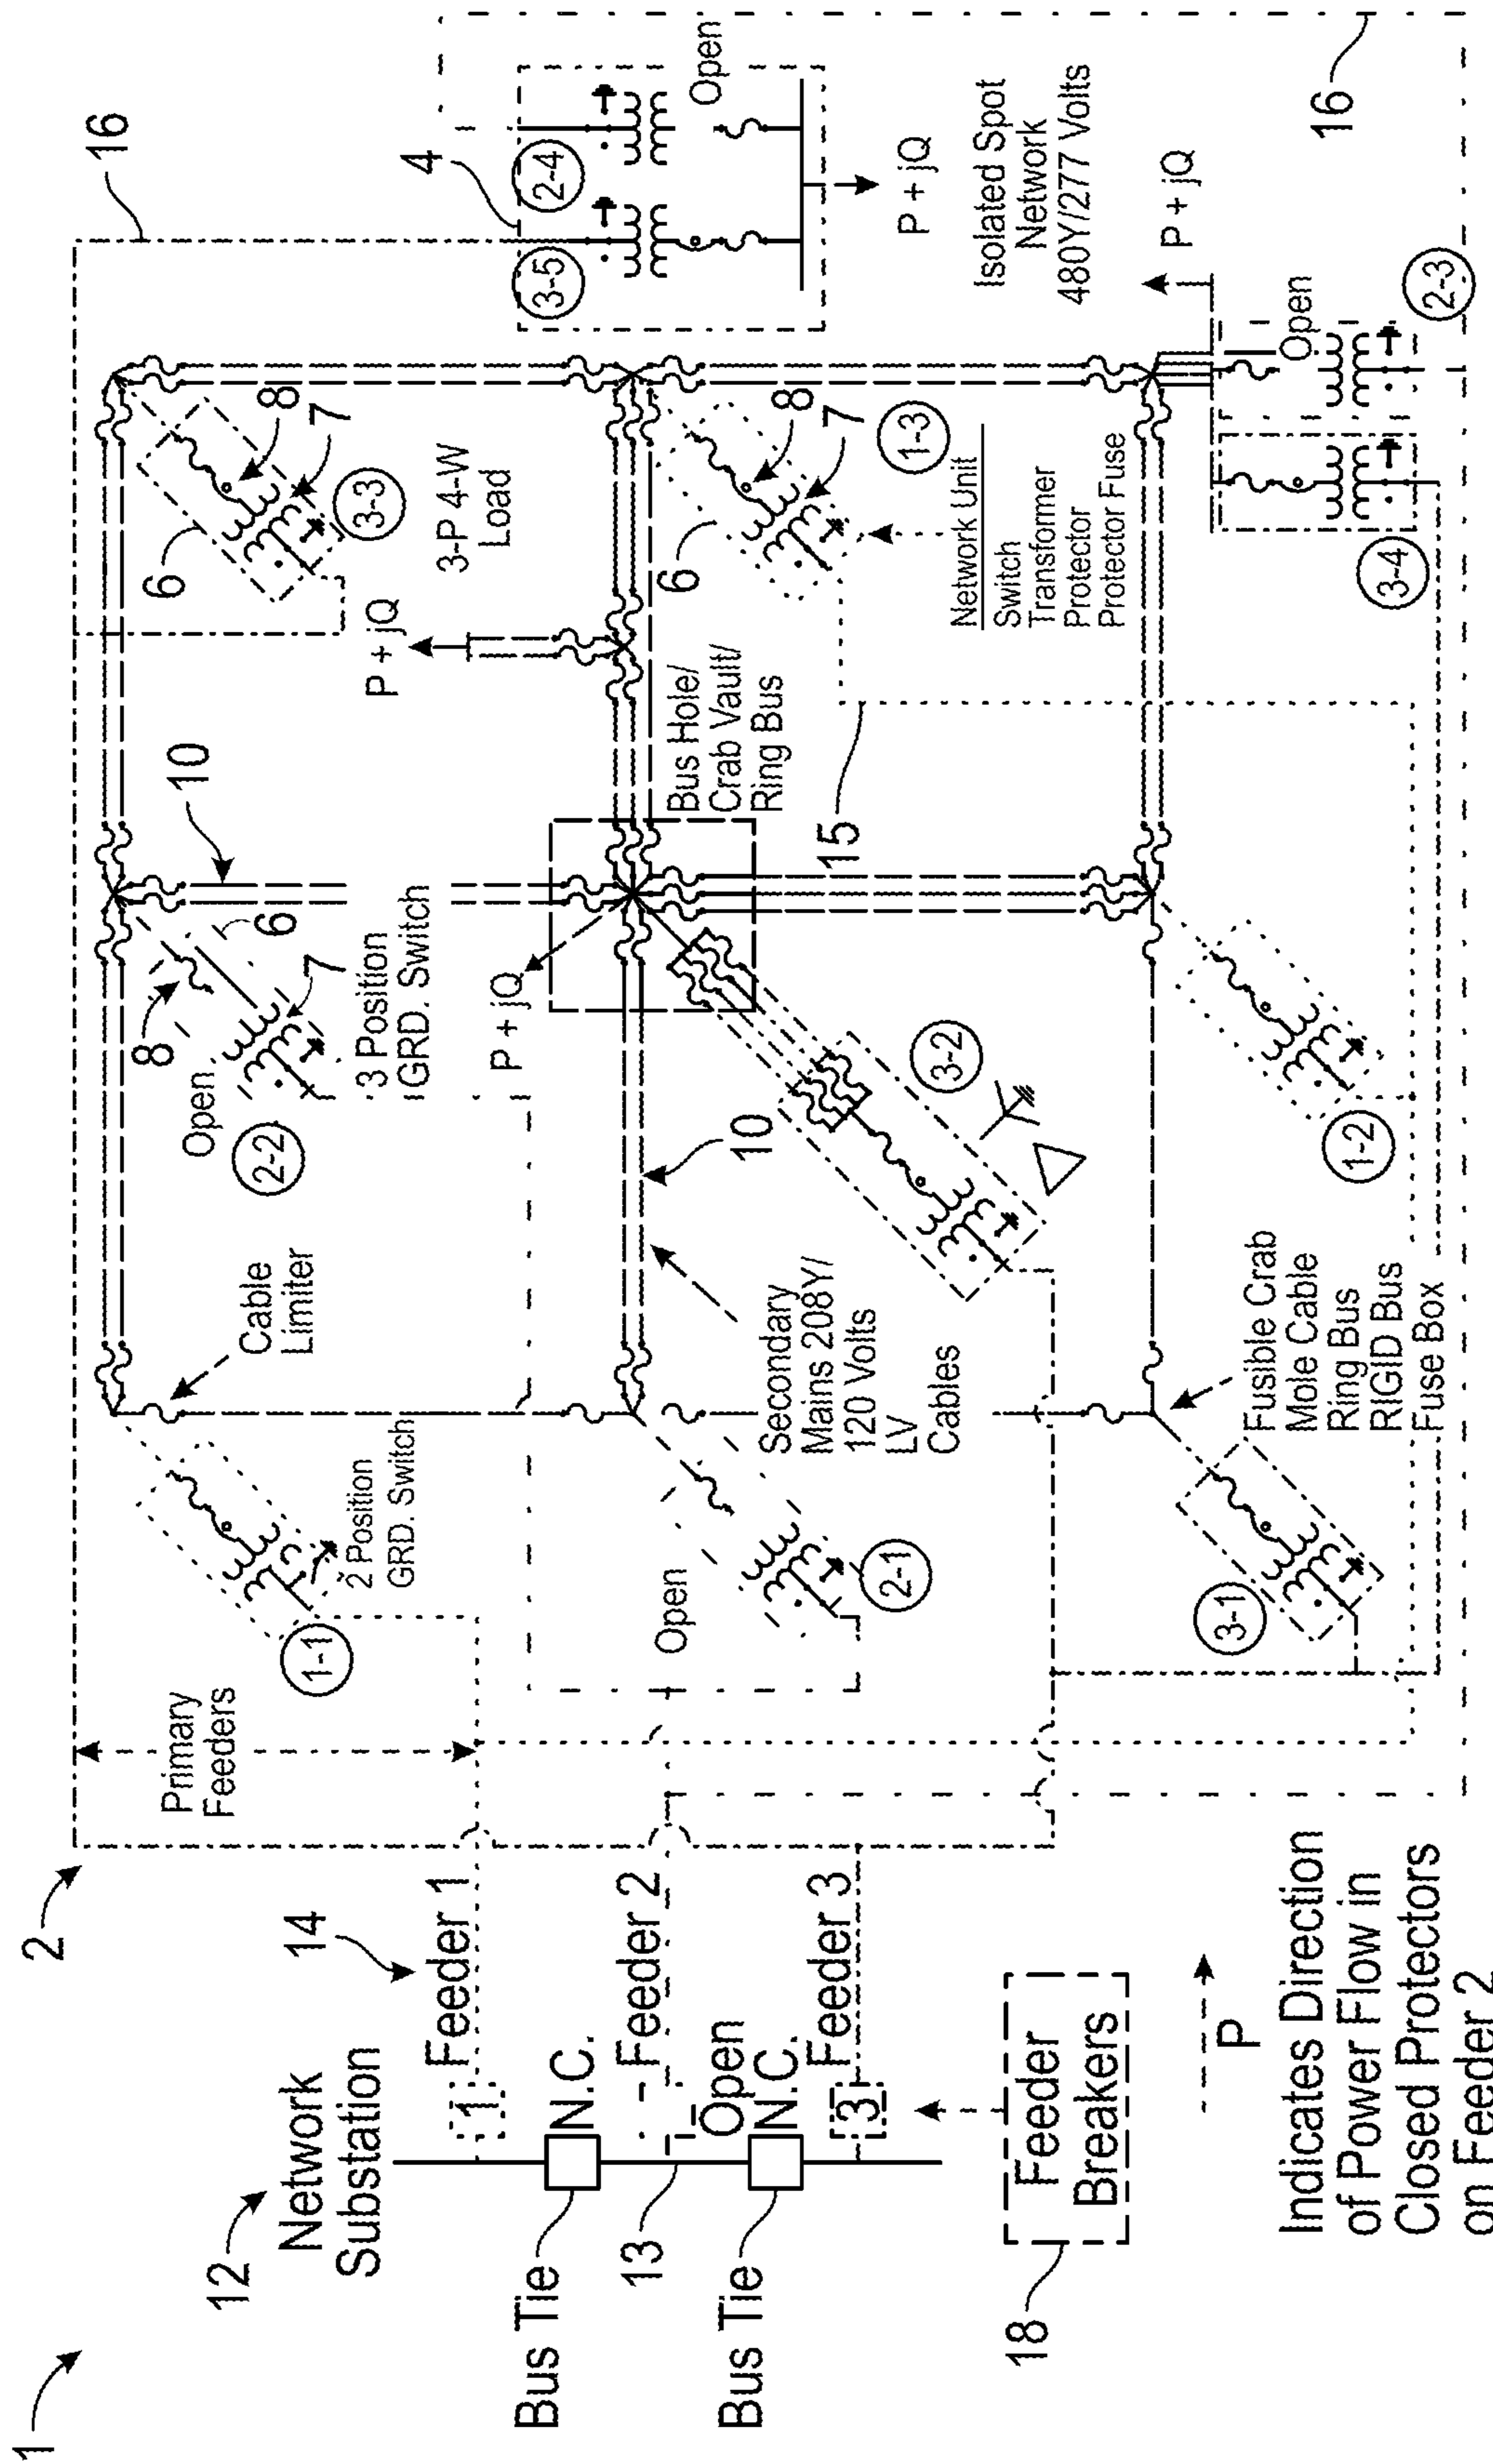 1
2
12
Network
Substation
14
Feeder 1
1
Bus Tie
N.C.
Feeder 2
13
Open
Bus Tie
N.C.
Feeder 3
3
18
Feeder
Breakers
P
Indicates Direction
of Power Flow in
Closed Protectors
on Feeder 2
Primary
Feeders
1-1
2 Position
GRD. Switch
Cable
Limiter
Open
2-2
8
7
6
3 Position
GRD. Switch
10
16
6
8
7
3-3
P + jQ
3-P 4-W
Load
4
3-5
2-4
Open
P + jQ
Isolated Spot
Network
480Y/277 Volts
16
Open
2-1
Secondary
Mains 208Y/
120 Volts
LV
Cables
10
P + jQ
3-2
Bus Hole/
Crab Vault/
Ring Bus
15
6
8
7
1-3
Network Unit
Switch
Transformer
Protector
Protector Fuse
P + jQ
Open
2-3
3-4
3-1
Fusible Crab
Mole Cable
Ring Bus
RIGID Bus
Fuse Box
1-2